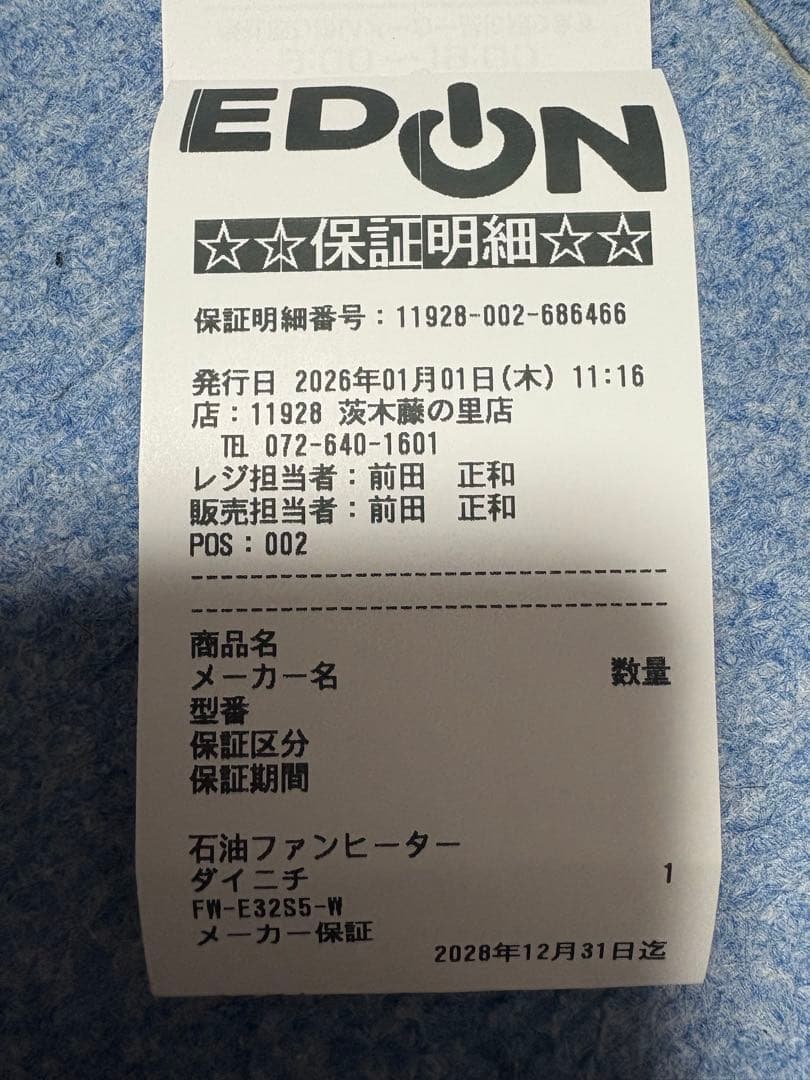 EDION
☆☆保証明細☆☆
保証明細番号：11928-002-686466
発行日 2026年01月01日(木) 11:16
店：11928 茨木藤の里店
℡ 072-640-1601
レジ担当者：前田 正和
販売担当者：前田 正和
POS：002
--------------------------------
--------------------------------
商品名
メーカー名 数量
型番
保証区分
保証期間
石油ファンヒーター
ダイニチ 1
FW-E32S5-W
メーカー保証
2028年12月31日迄